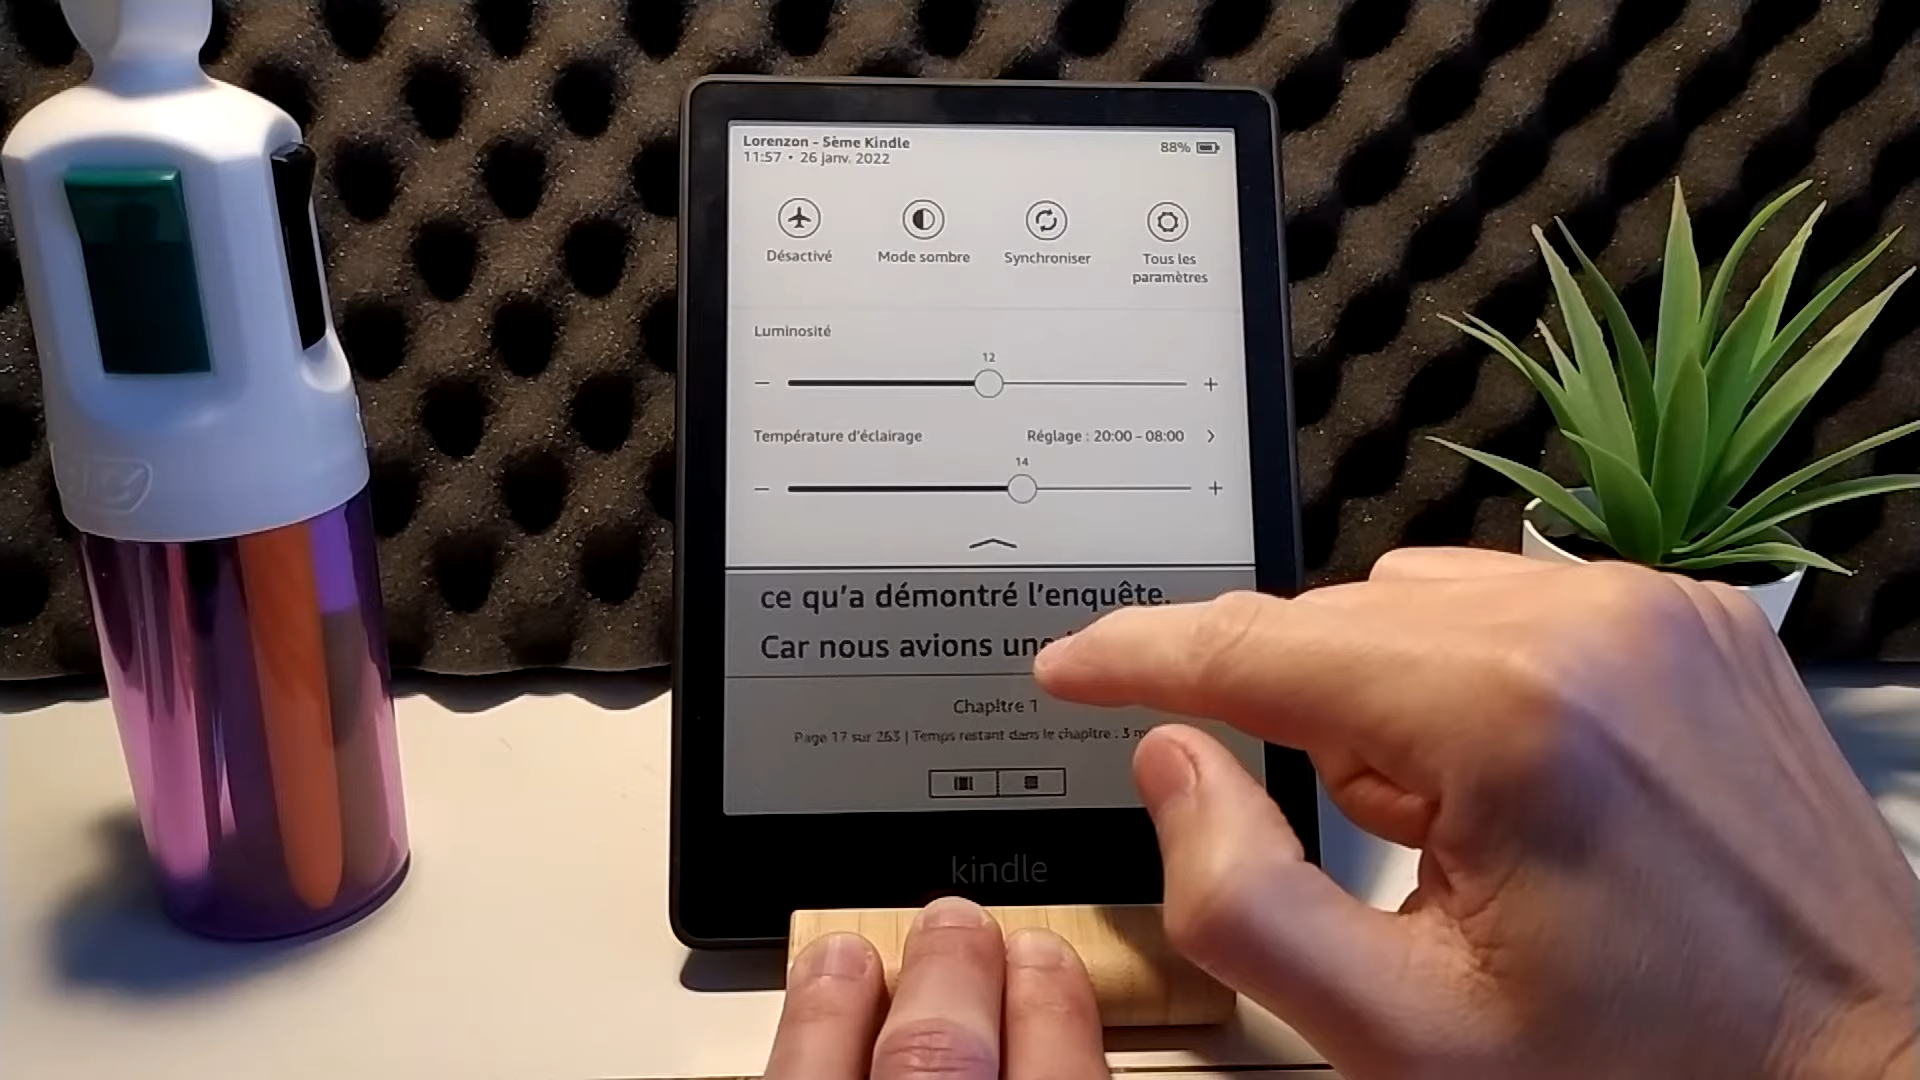 Lorenzon - 5ème Kindle
11:57 • 26 janv. 2022
88%
Désactivé
Mode sombre
Synchroniser
Tous les
paramètres
Luminosité
12
− +
Température d'éclairage
Réglage : 20:00 - 08:00 >
14
− +
ce qu'a démontré l'enquête.
Car nous avions une
Chapitre 1
Page 17 sur 263 | Temps restant dans le chapitre : 3
kindle